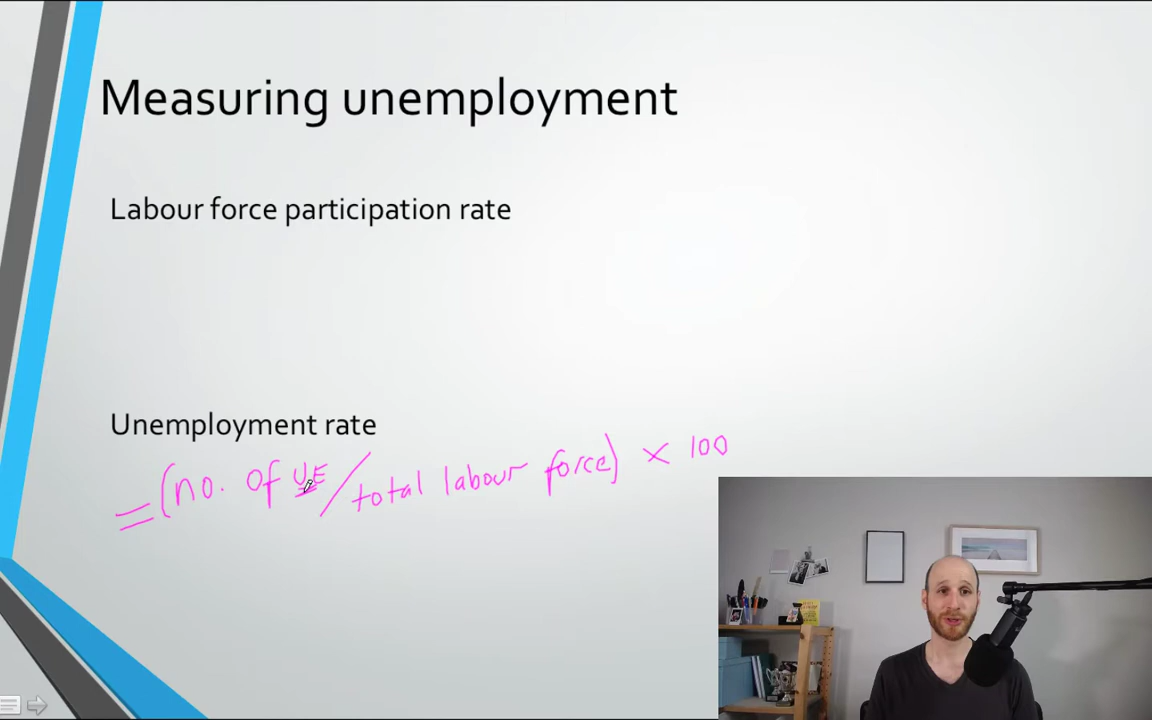 Measuring unemployment
Labour force participation rate
Unemployment rate
= (no. of UE / total labour force) × 100